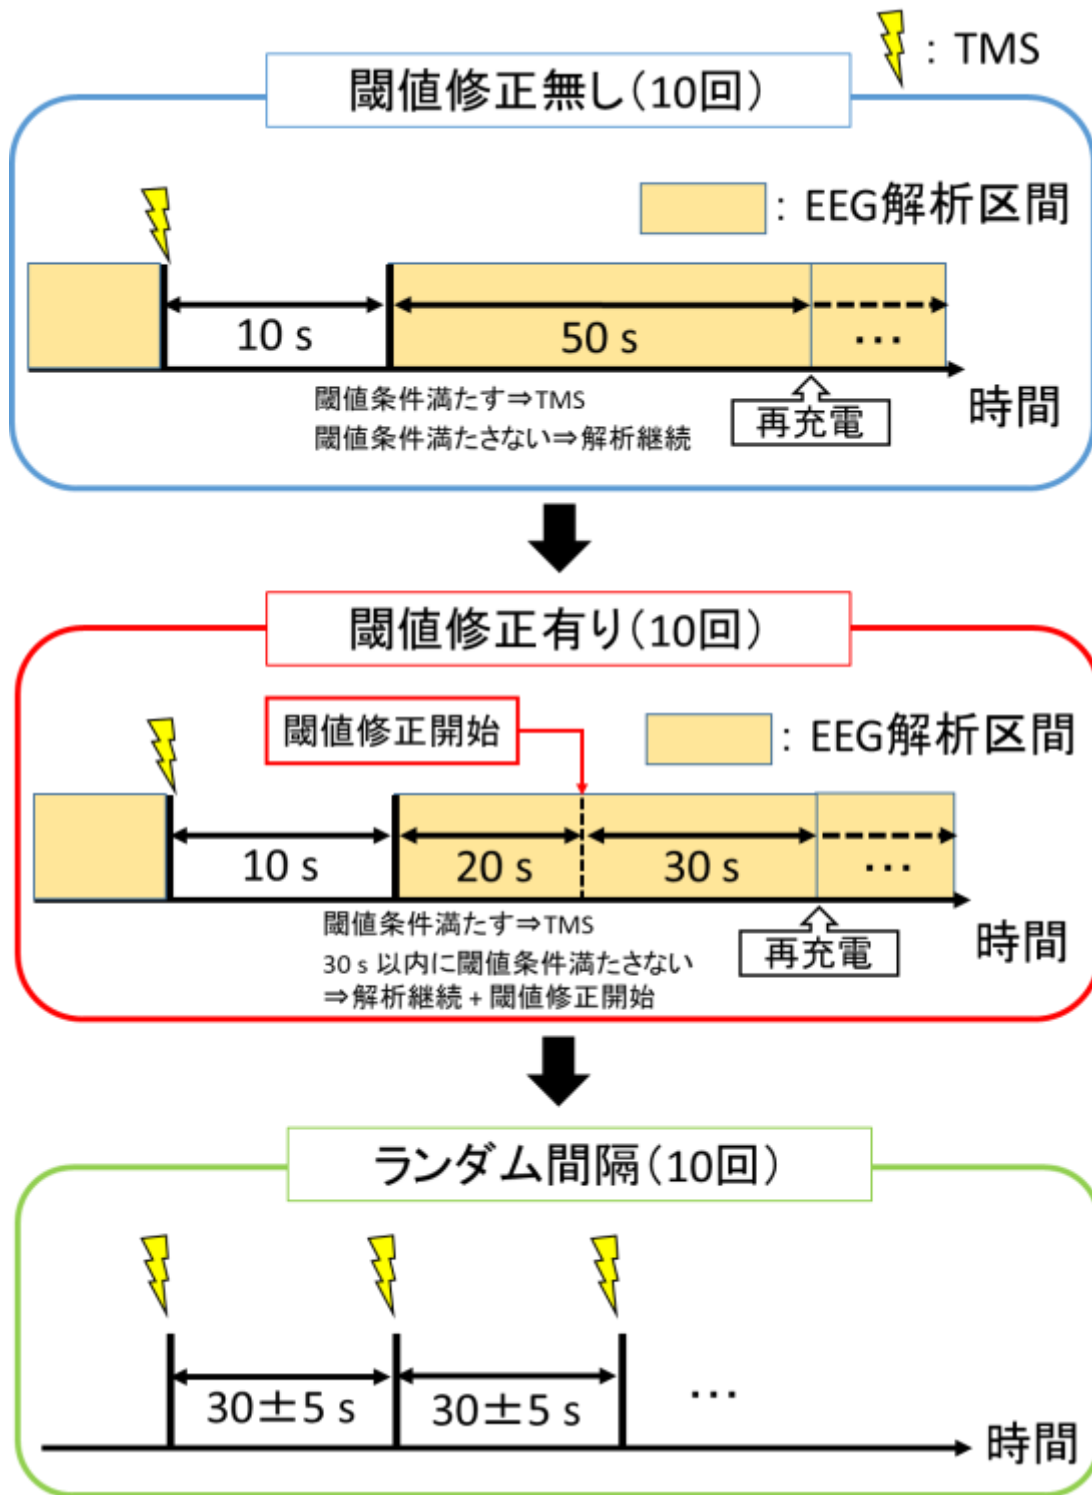 : TMS
閾値修正無し(10回)
: EEG解析区間
10 s
50 s
...
閾値条件満たす⇒TMS
閾値条件満たさない⇒解析継続
再充電
時間
閾値修正有り(10回)
閾値修正開始
: EEG解析区間
10 s
20 s
30 s
...
閾値条件満たす⇒TMS
30 s 以内に閾値条件満たさない
⇒解析継続 + 閾値修正開始
再充電
時間
ランダム間隔(10回)
30±5 s
30±5 s
...
時間